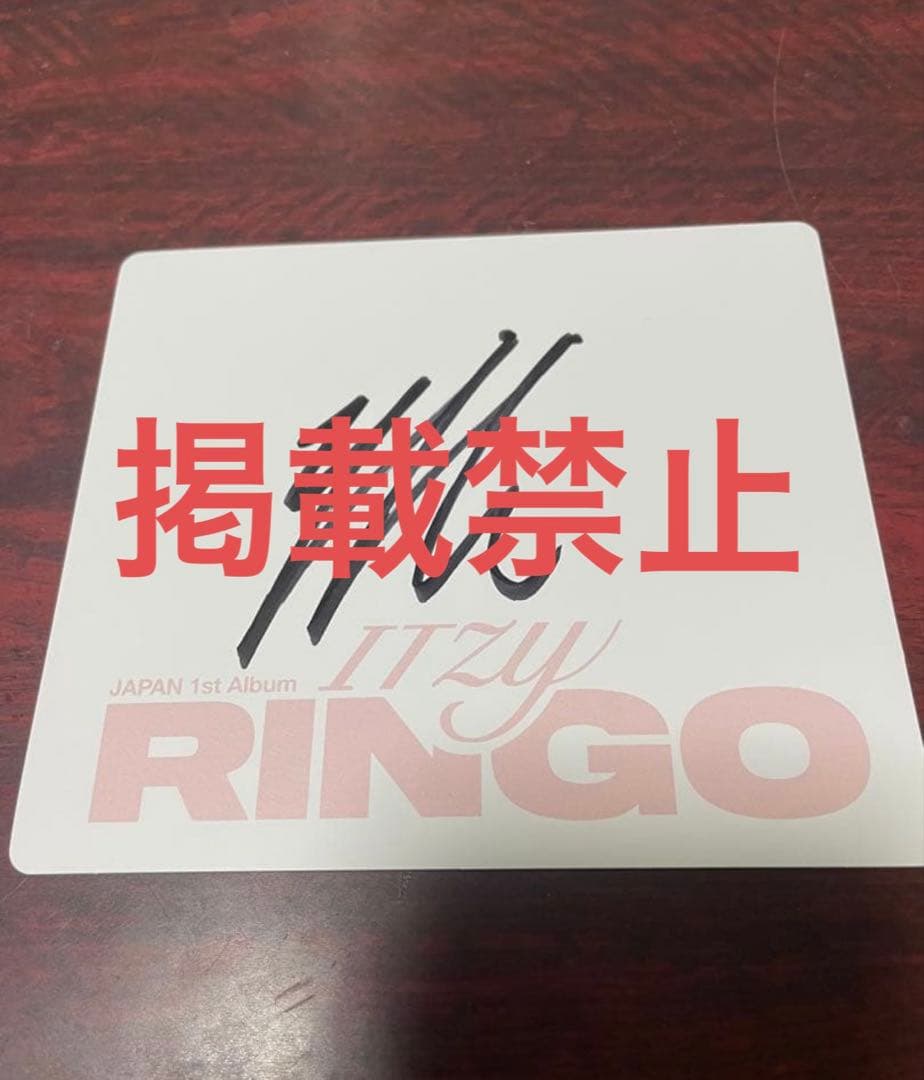 掲載禁止
ITZY
JAPAN 1st Album
RINGO